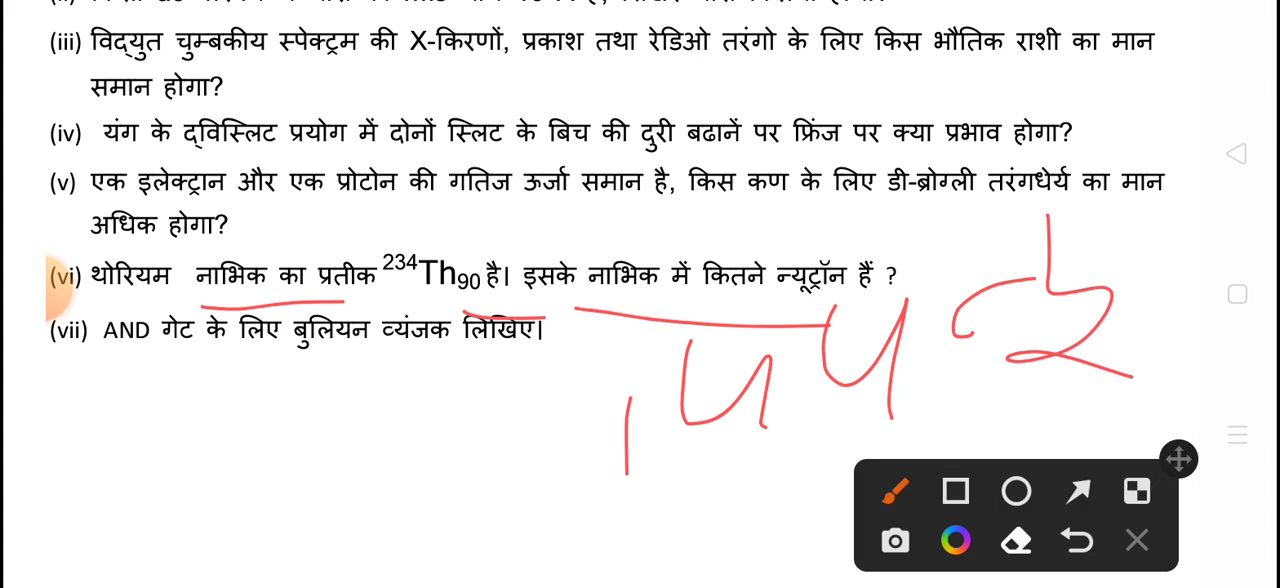 (iii) विद्युत चुम्बकीय स्पेक्ट्रम की X-किरणों, प्रकाश तथा रेडिओ तरंगो के लिए किस भौतिक राशी का मान
समान होगा?
(iv) यंग के द्विस्लिट प्रयोग में दोनों स्लिट के बिच की दुरी बढानें पर फ्रिंज पर क्या प्रभाव होगा?
(v) एक इलेक्ट्रान और एक प्रोटोन की गतिज ऊर्जा समान है, किस कण के लिए डी-ब्रोग्ली तरंगधेर्य का मान
अधिक होगा?
(vi) थोरियम नाभिक का प्रतीक ²³⁴Th₉₀ है। इसके नाभिक में कितने न्यूट्रॉन हैं ?
(vii) AND गेट के लिए बुलियन व्यंजक लिखिए।